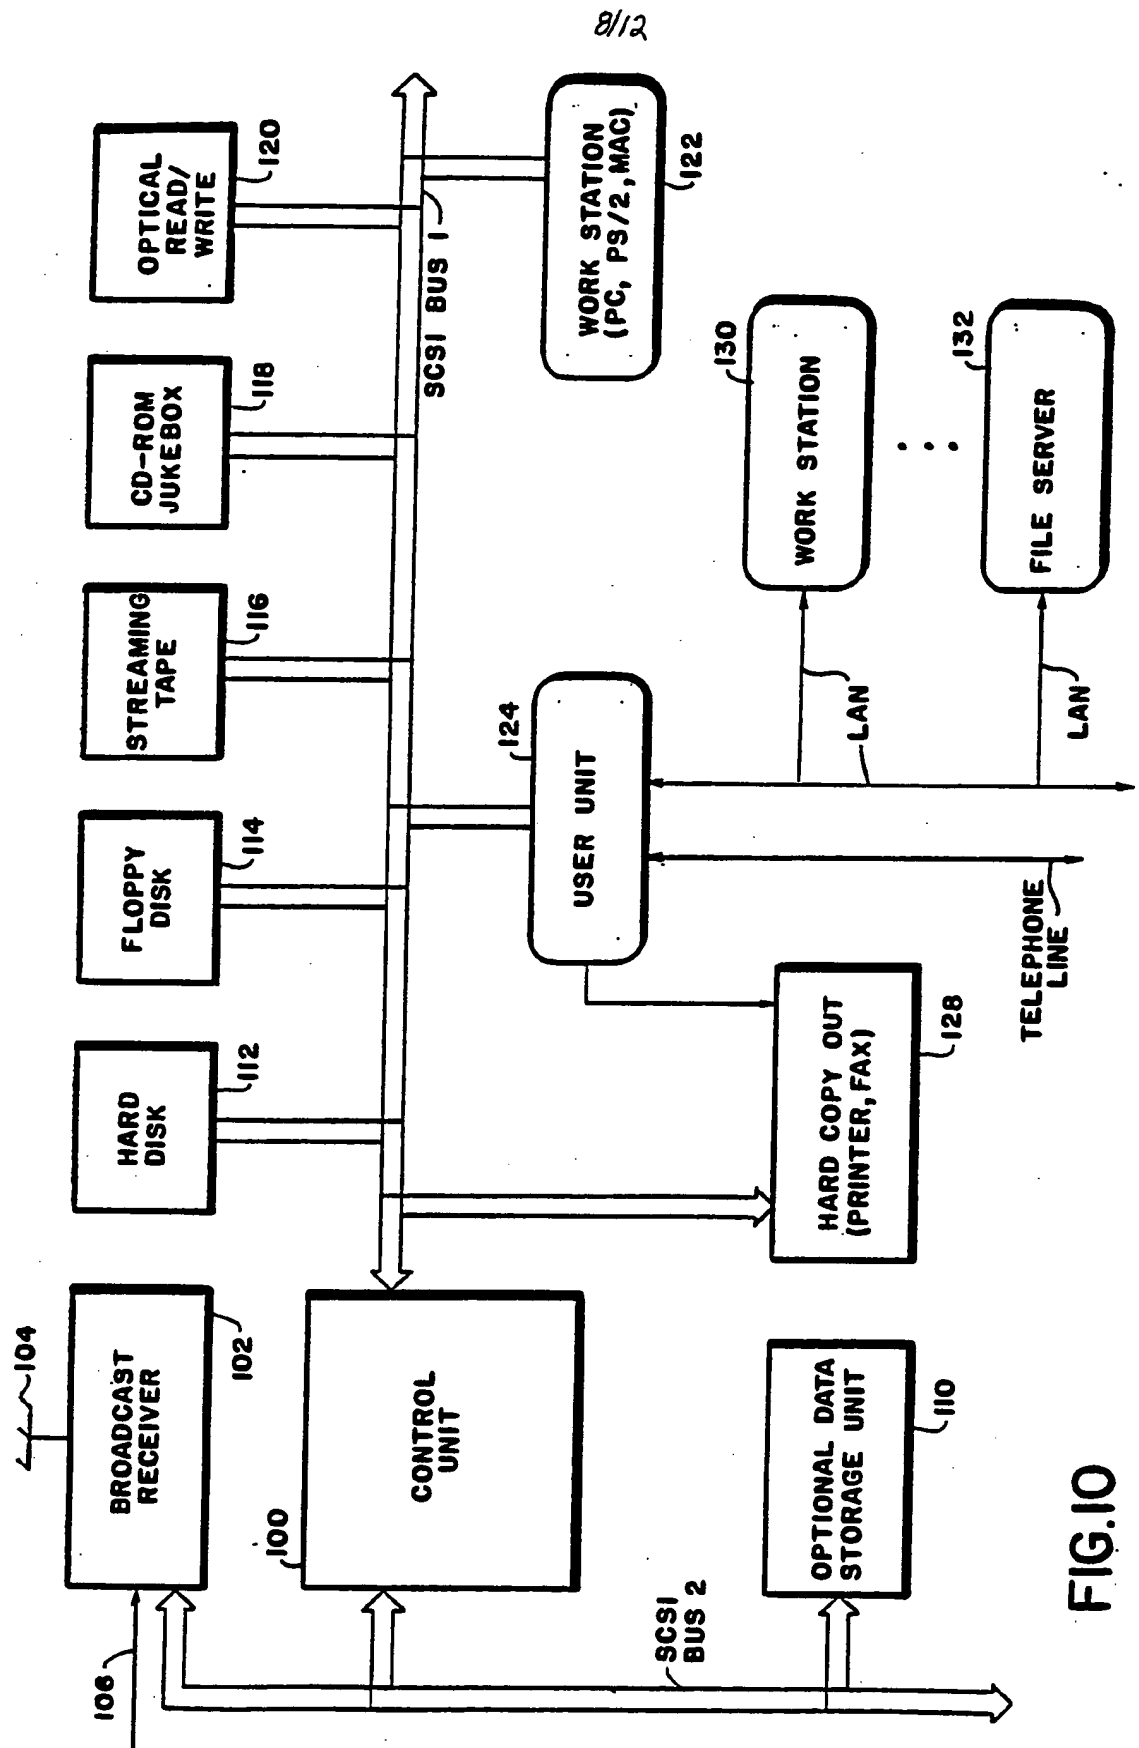 8/12
104
106
BROADCAST
RECEIVER
102
HARD
DISK
112
FLOPPY
DISK
114
STREAMING
TAPE
116
CD-ROM
JUKEBOX
118
OPTICAL
READ/
WRITE
120
100
CONTROL
UNIT
SCSI BUS 1
WORK STATION
(PC, PS/2, MAC)
122
124
USER UNIT
SCSI
BUS 2
OPTIONAL DATA
STORAGE UNIT
110
HARD COPY OUT
(PRINTER, FAX)
128
TELEPHONE
LINE
LAN
LAN
130
WORK STATION
132
FILE SERVER
FIG.10